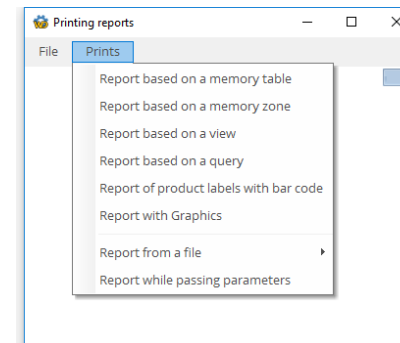 Printing reports
File Prints
Report based on a memory table
Report based on a memory zone
Report based on a view
Report based on a query
Report of product labels with bar code
Report with Graphics
Report from a file
Report while passing parameters